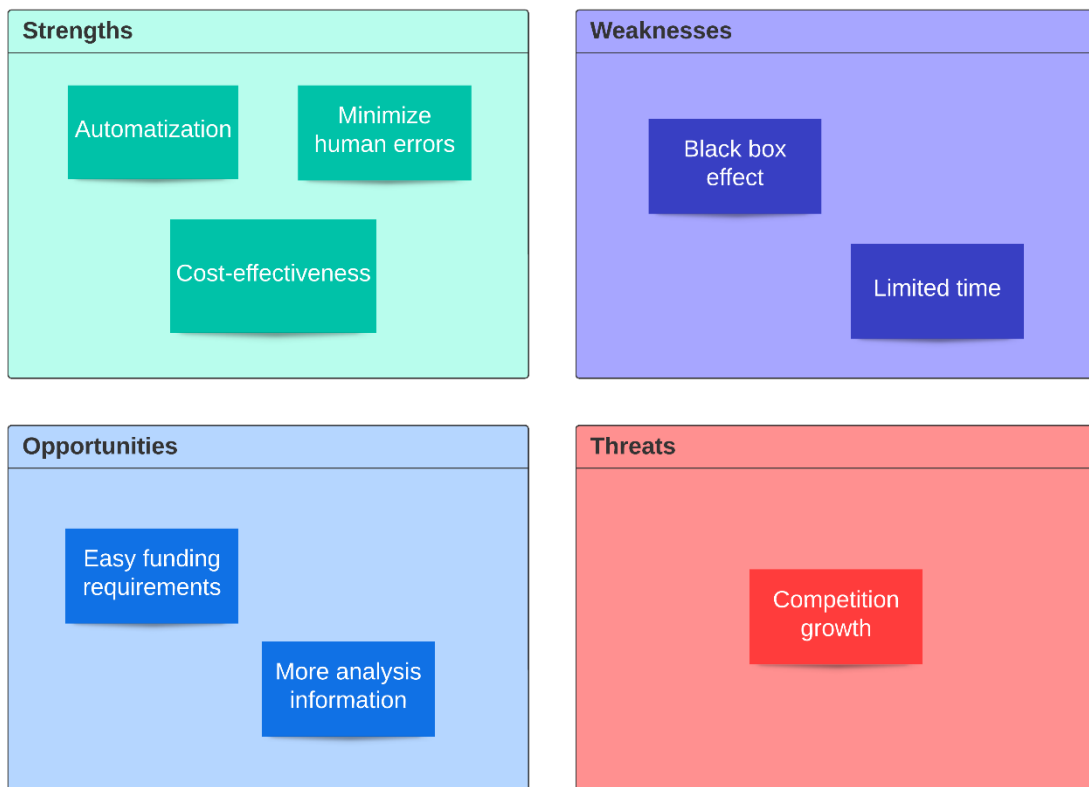 Strengths
Automatization
Minimize
human errors
Cost-effectiveness
Weaknesses
Black box
effect
Limited time
Opportunities
Easy funding
requirements
More analysis
information
Threats
Competition
growth